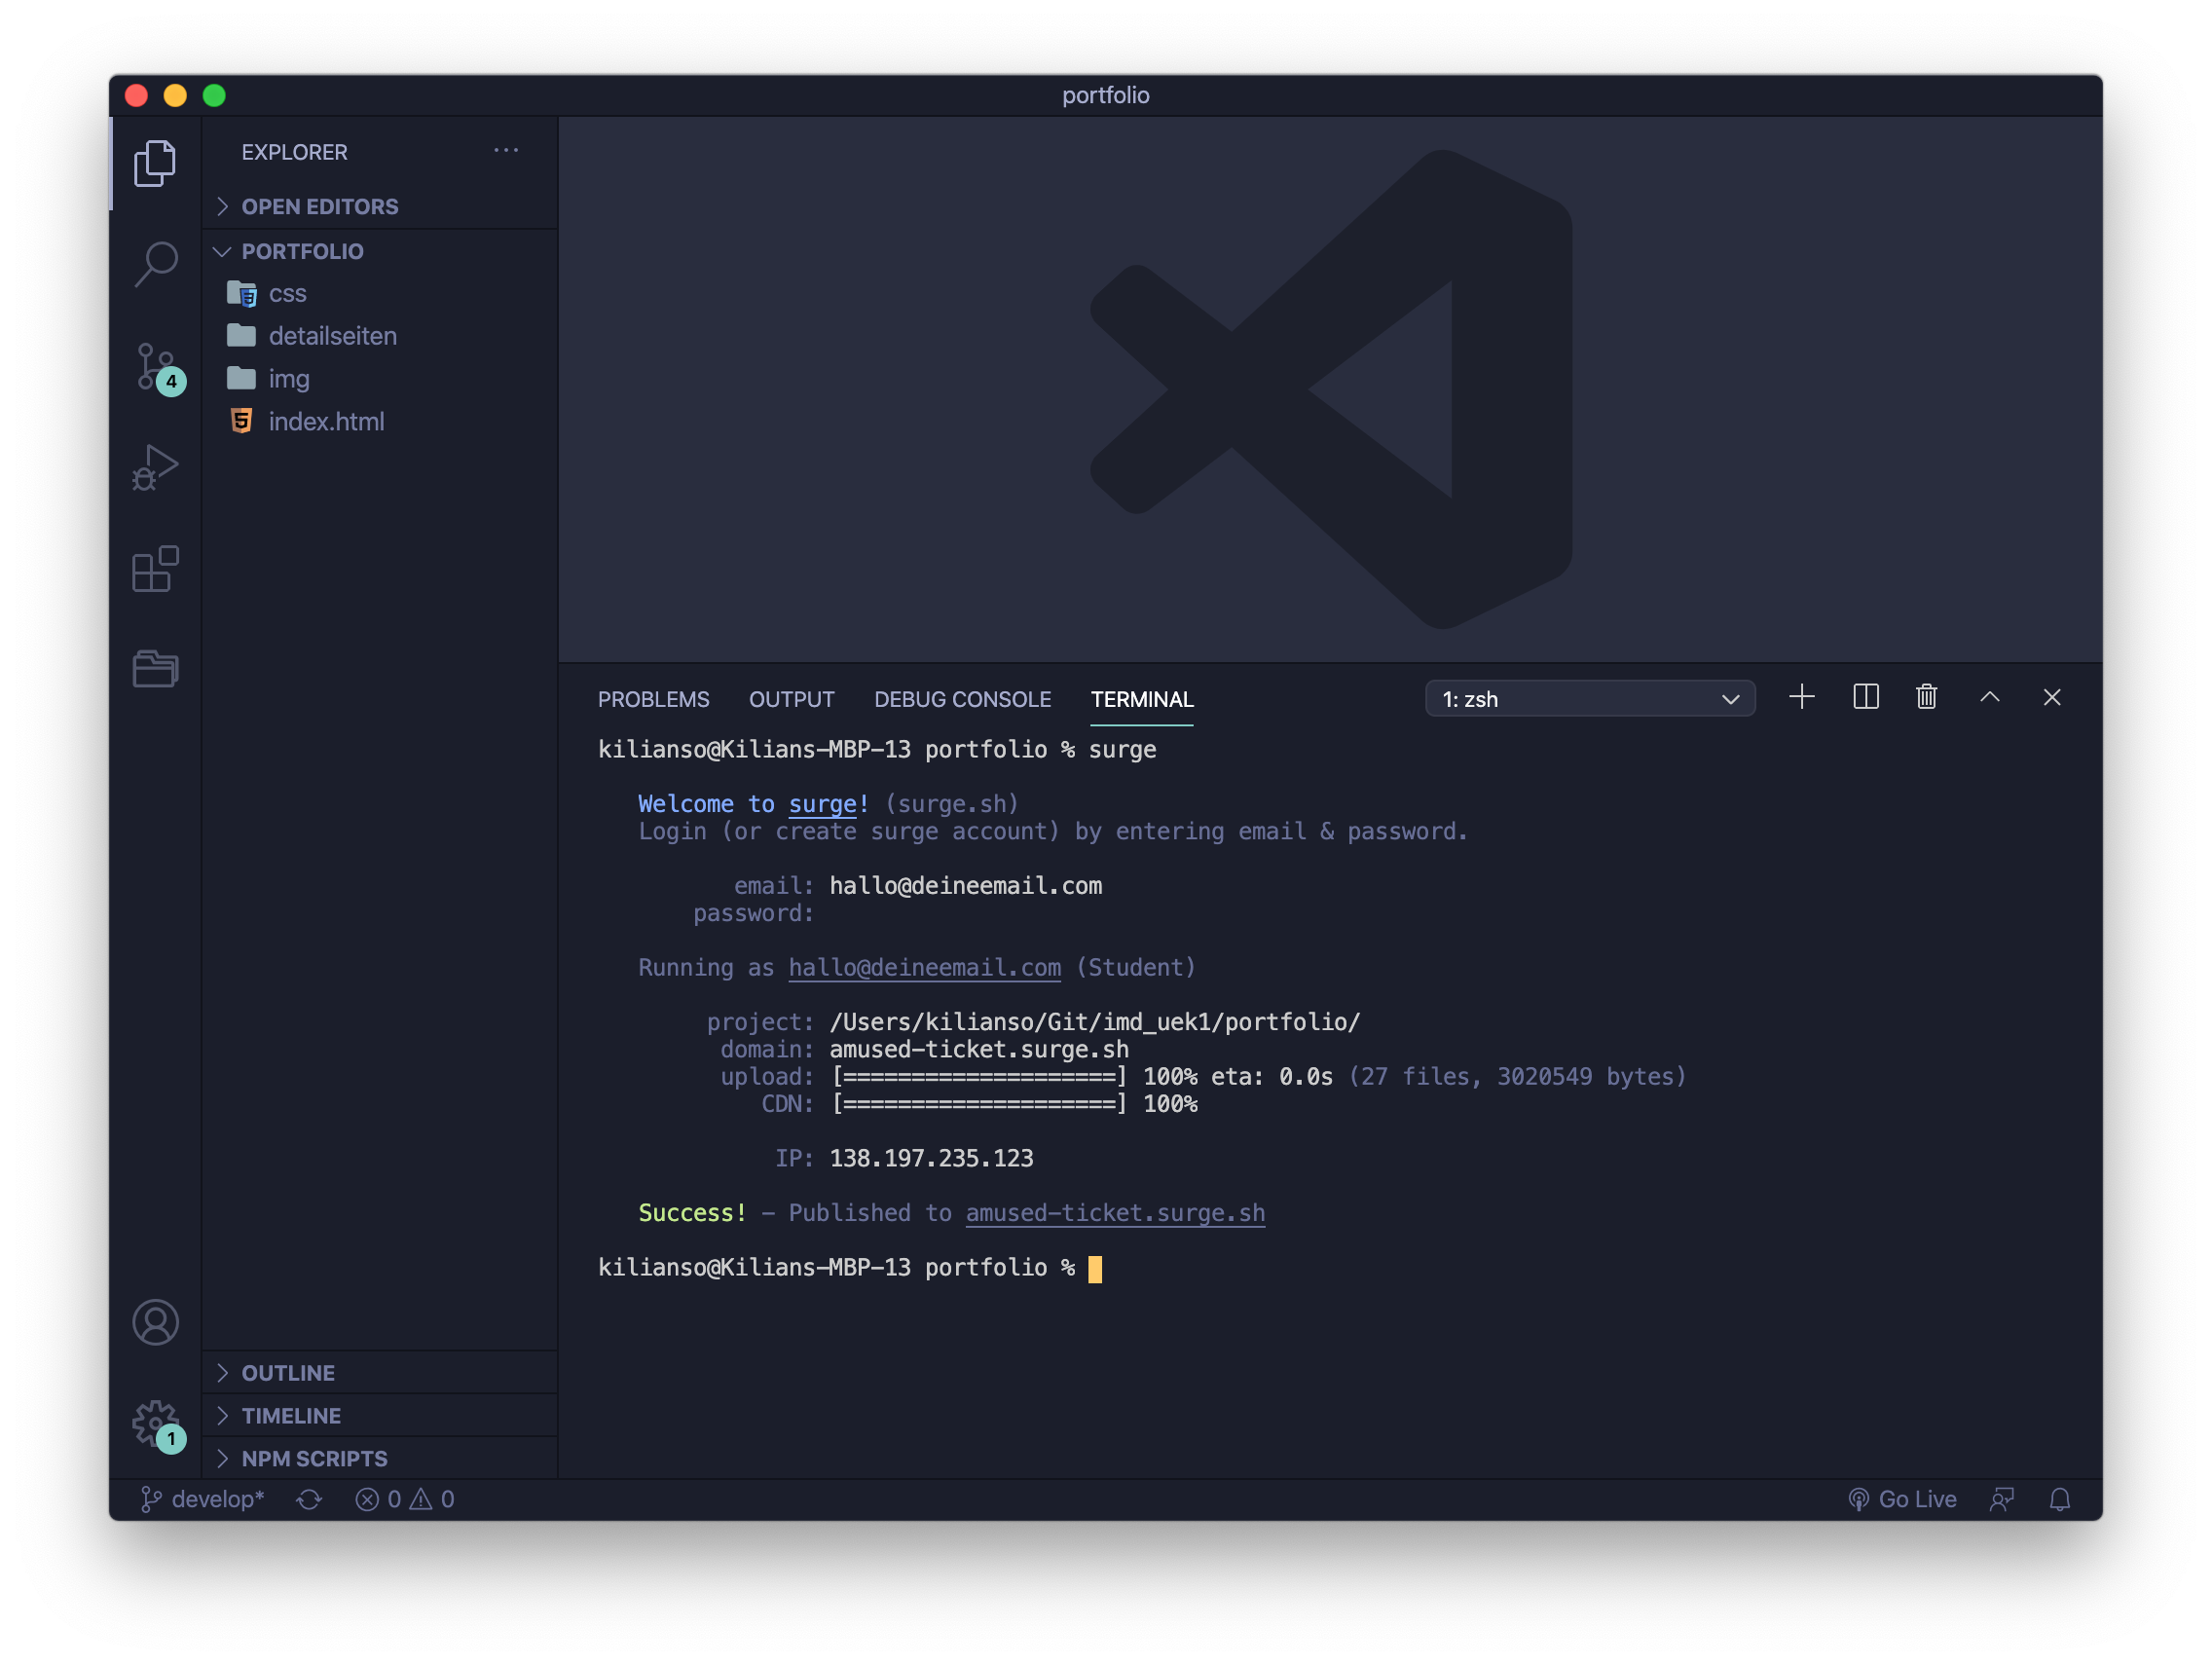 portfolio
EXPLORER
OPEN EDITORS
PORTFOLIO
css
detailseiten
img
index.html
4
1
OUTLINE
TIMELINE
NPM SCRIPTS
PROBLEMS OUTPUT DEBUG CONSOLE TERMINAL 1: zsh
kilianso@Kilians-MBP-13 portfolio % surge
Welcome to surge! (surge.sh)
Login (or create surge account) by entering email & password.
email: hallo@deineemail.com
password:
Running as hallo@deineemail.com (Student)
project: /Users/kilianso/Git/imd_uek1/portfolio/
domain: amused-ticket.surge.sh
upload: [====================] 100% eta: 0.0s (27 files, 3020549 bytes)
CDN: [====================] 100%
IP: 138.197.235.123
Success! - Published to amused-ticket.surge.sh
kilianso@Kilians-MBP-13 portfolio %
develop* 0 0 Go Live